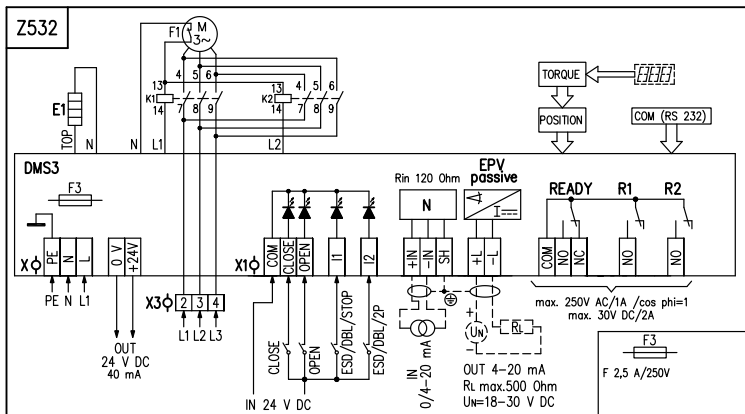 Z532
F1
M
3~
4 5 6
4 5 6
13
K1
14
7 8 9
13
K2
14
7 8 9
E1
TOP
N
N
L1
L2
TORQUE
POSITION
COM (RS 232)
DMS3
F3
Rin 120 Ohm
N
EPV
passive
I
READY
R1
R2
X
PE
N
L
0 V
+24V
X1
COM
CLOSE
OPEN
I1
I2
+IN
-IN
SH
+L
-L
COM
NO
NC
NO
NO
PE N L1
X3
2 3 4
L1 L2 L3
OUT
24 V DC
40 mA
CLOSE
OPEN
ESD/DBL/STOP
ESD/DBL/2P
IN 24 V DC
IN
0/4-20 mA
+
UN
−
RL
OUT 4-20 mA
RL max.500 Ohm
UN=18-30 V DC
max. 250V AC/1A /cos phi=1
max. 30V DC/2A
F3
F 2,5 A/250V